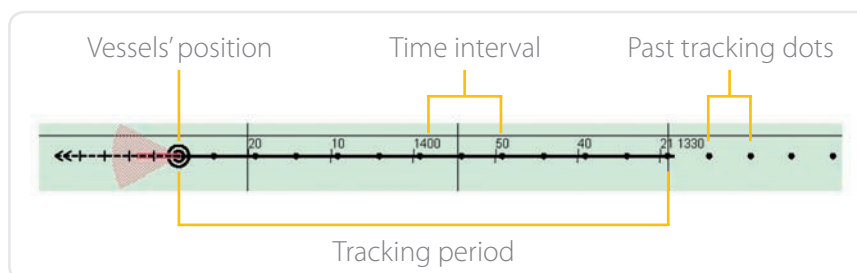 Vessels' position Time interval Past tracking dots
20 10 1400 50 40 21 1330
Tracking period